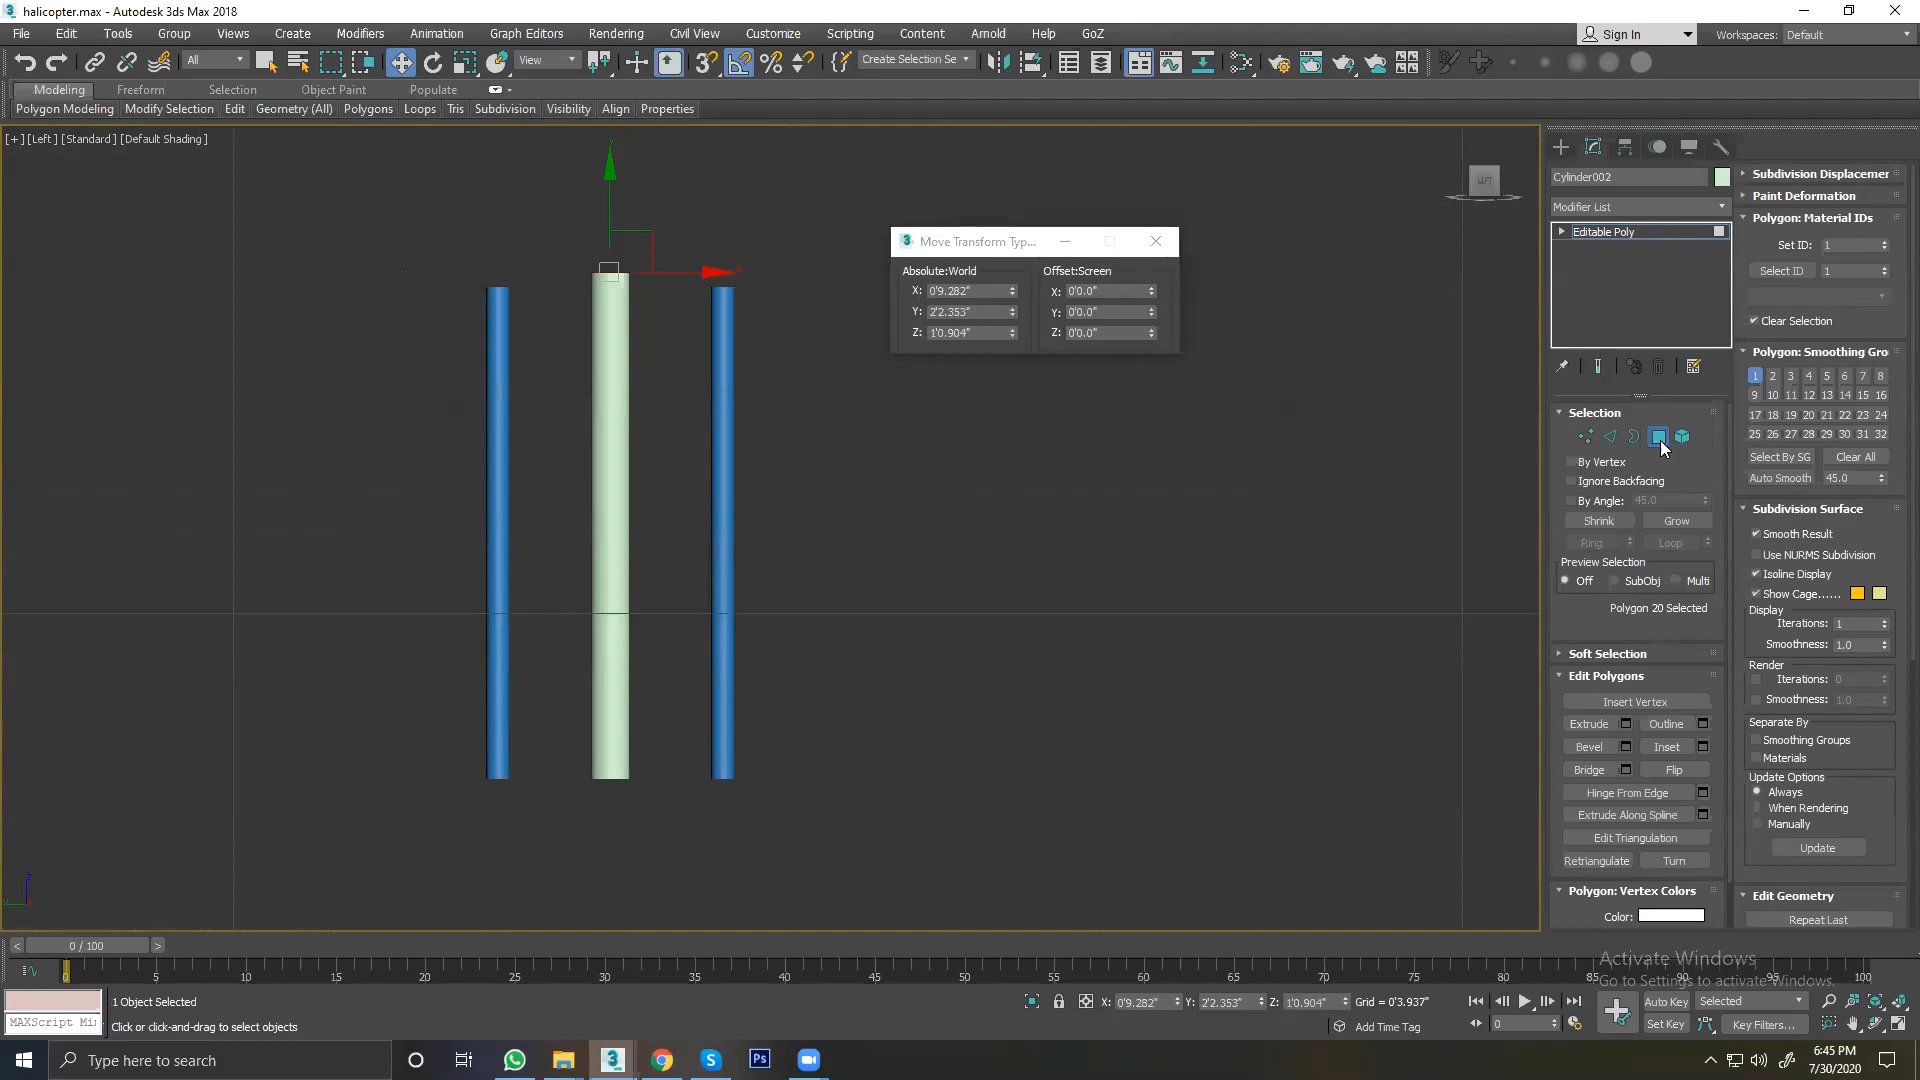 halicopter.max - Autodesk 3ds Max 2018
File Edit Tools Group Views Create Modifiers Animation Graph Editors Rendering Civil View Customize Scripting Content Arnold Help GoZ
Sign In Workspaces: Default
All View Create Selection Se
Modeling Freeform Selection Object Paint Populate
Polygon Modeling Modify Selection Edit Geometry (All) Polygons Loops Tris Subdivision Visibility Align Properties
[+] [Left] [Standard] [Default Shading]
LEFT
Move Transform Typ...
Absolute:World Offset:Screen
X: 0'9.282" X: 0'0.0"
Y: 2'2.353" Y: 0'0.0"
Z: 1'0.904" Z: 0'0.0"
Cylinder002
Modifier List
Editable Poly
Selection
By Vertex
Ignore Backfacing
By Angle: 45.0
Shrink Grow
Ring Loop
Preview Selection
Off SubObj Multi
Polygon 20 Selected
Soft Selection
Edit Polygons
Insert Vertex
Extrude Outline
Bevel Inset
Bridge Flip
Hinge From Edge
Extrude Along Spline
Edit Triangulation
Retriangulate Turn
Polygon: Vertex Colors
Color:
Subdivision Displacemer
Paint Deformation
Polygon: Material IDs
Set ID: 1
Select ID 1
Clear Selection
Polygon: Smoothing Gro
1 2 3 4 5 6 7 8
9 10 11 12 13 14 15 16
17 18 19 20 21 22 23 24
25 26 27 28 29 30 31 32
Select By SG Clear All
Auto Smooth 45.0
Subdivision Surface
Smooth Result
Use NURMS Subdivision
Isoline Display
Show Cage......
Display
Iterations: 1
Smoothness: 1.0
Render
Iterations: 0
Smoothness: 1.0
Separate By
Smoothing Groups
Materials
Update Options
Always
When Rendering
Manually
Update
Edit Geometry
Repeat Last
Activate Windows
Go to Settings to activate Windows.
< 0 / 100 >
0 5 10 15 20 25 30 35 40 45 50 55 60 65 70 75 80 85 90 95 100
1 Object Selected X: 0'9.282" Y: 2'2.353" Z: 1'0.904" Grid = 0'3.937" Auto Key Selected
MAXScript Mi Click or click-and-drag to select objects Add Time Tag 0 Set Key Key Filters...
Type here to search
Ps
6:45 PM
7/30/2020